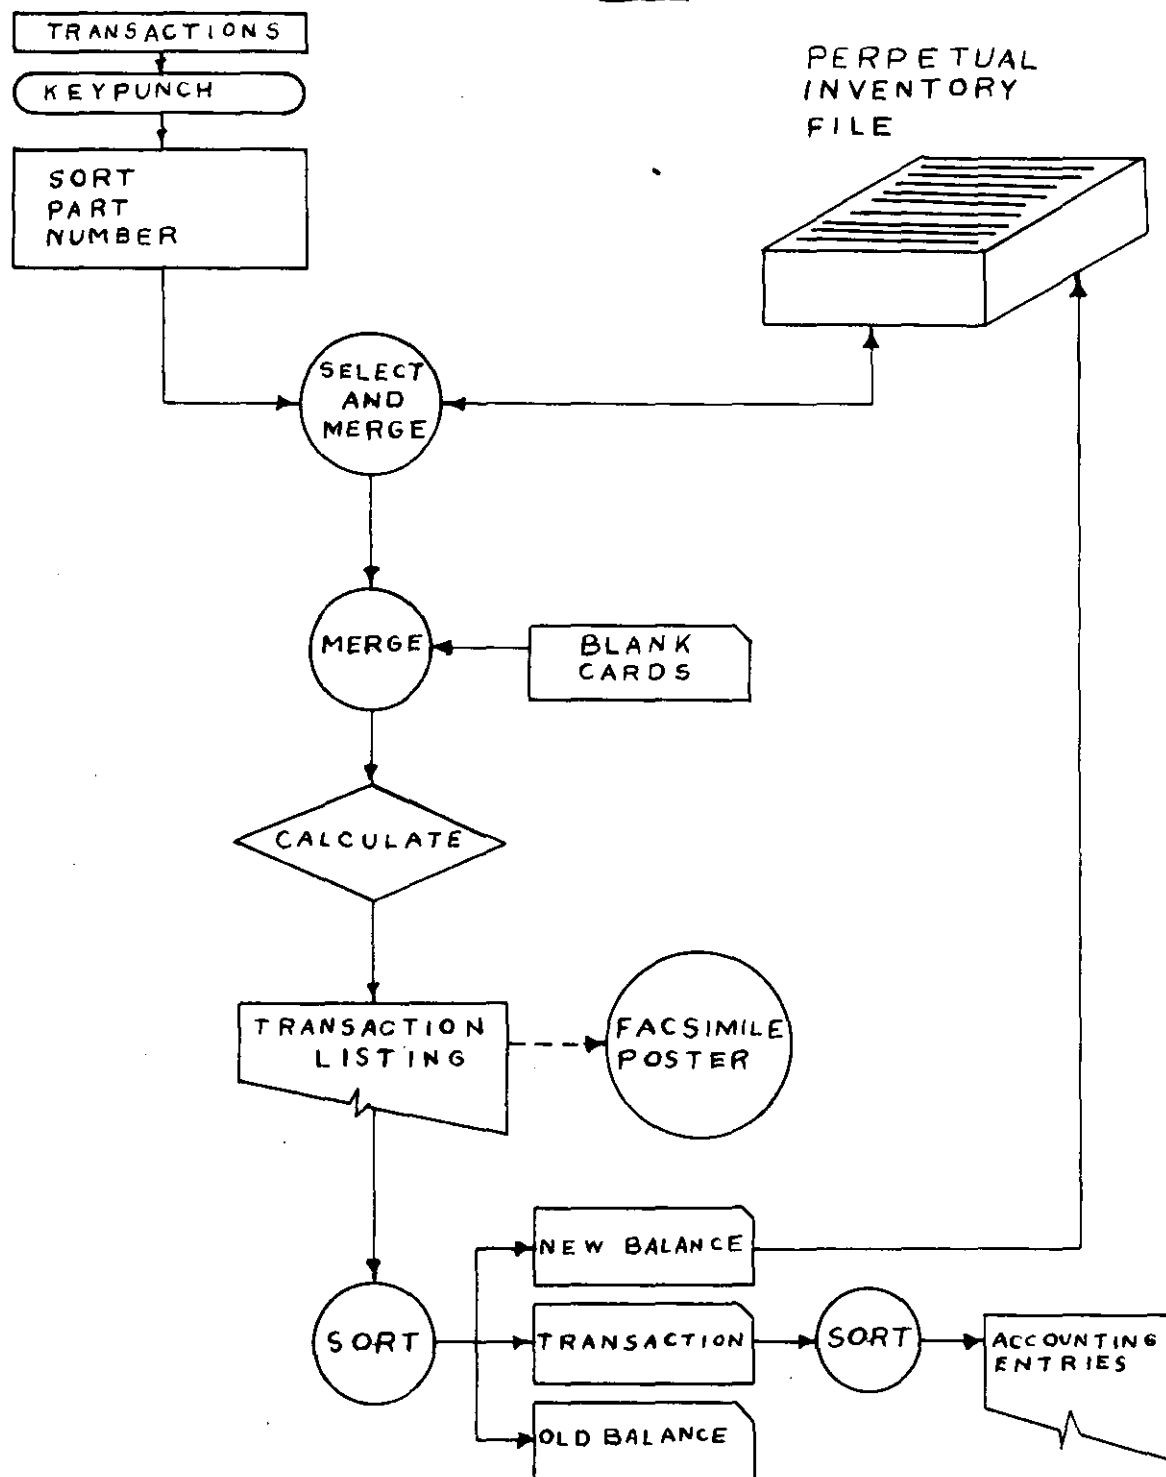 TRANSACTIONS
KEYPUNCH
SORT
PART
NUMBER
PERPETUAL
INVENTORY
FILE
SELECT
AND
MERGE
MERGE
BLANK
CARDS
CALCULATE
TRANSACTION
LISTING
FACSIMILE
POSTER
NEW BALANCE
SORT
TRANSACTION
SORT
ACCOUNTING
ENTRIES
OLD BALANCE